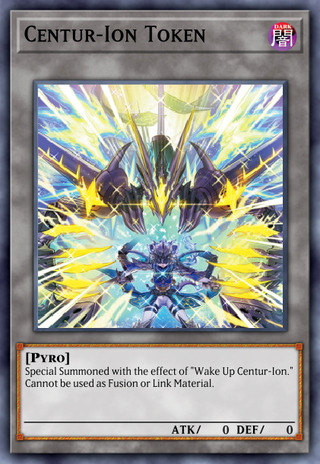 Centur-Ion Token
DARK
闇
[Pyro]
Special Summoned with the effect of "Wake Up Centur-Ion."
Cannot be used as Fusion or Link Material.
ATK/ 0 DEF/ 0